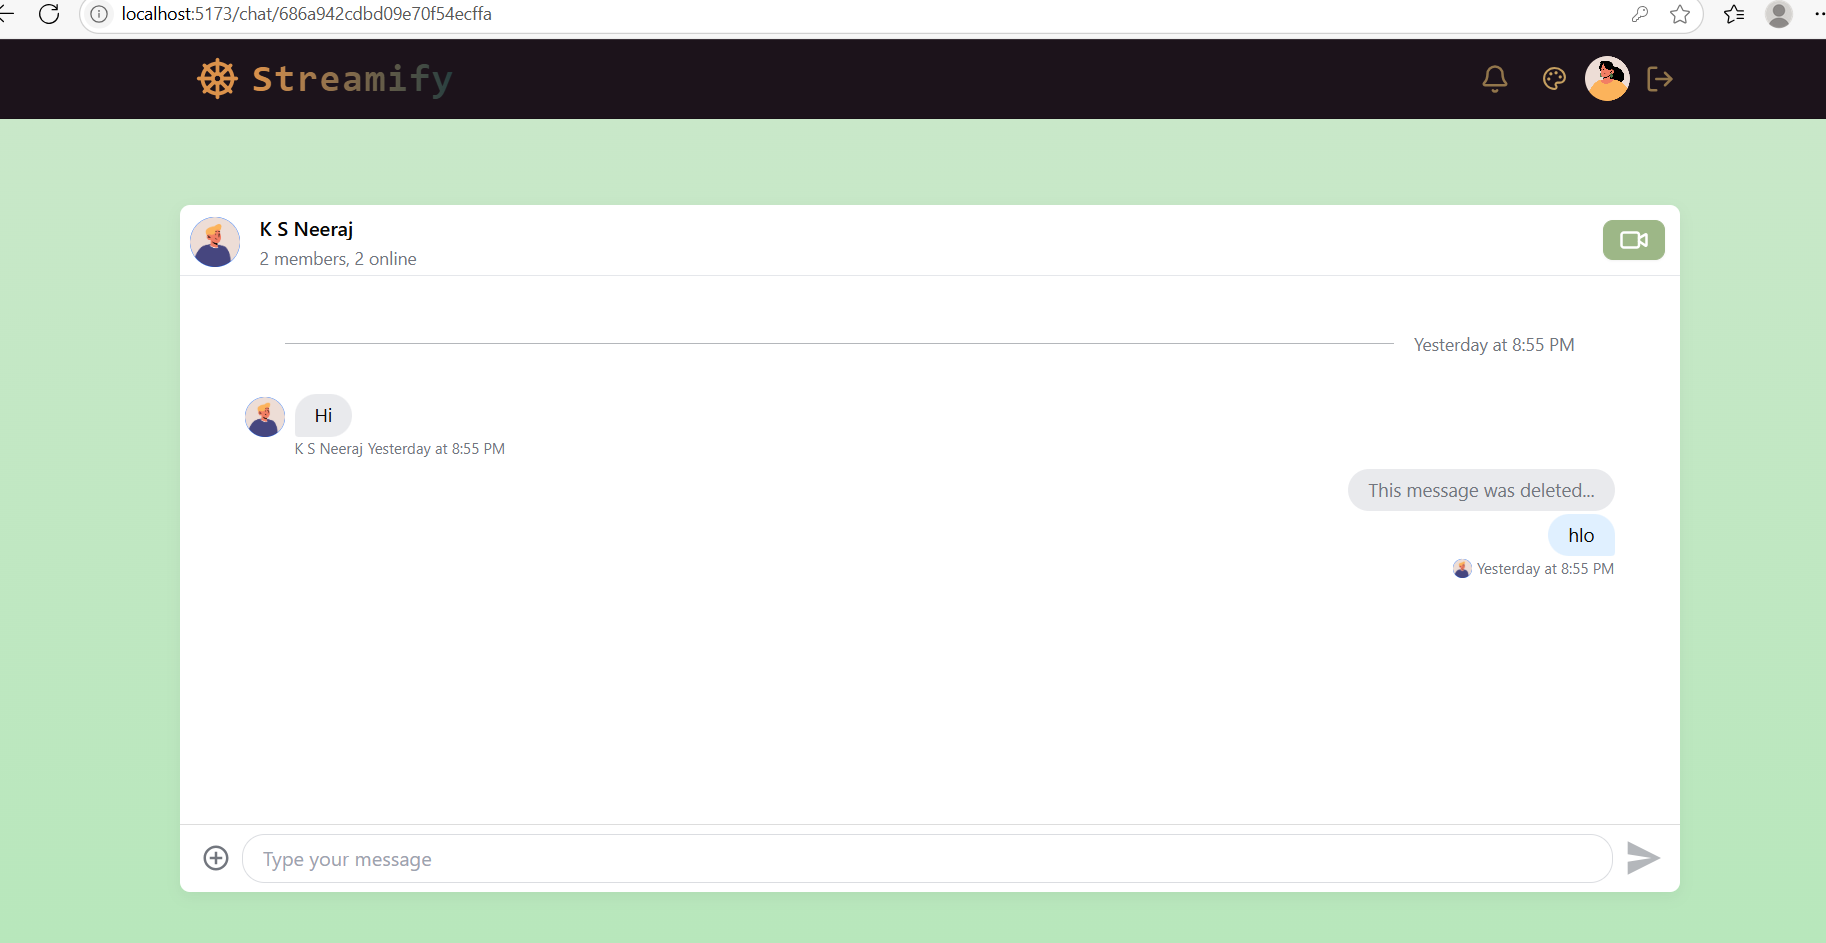 localhost:5173/chat/686a942cdbd09e70f54ecffa
Streamify
K S Neeraj
2 members, 2 online
Yesterday at 8:55 PM
Hi
K S Neeraj Yesterday at 8:55 PM
This message was deleted...
hlo
Yesterday at 8:55 PM
Type your message